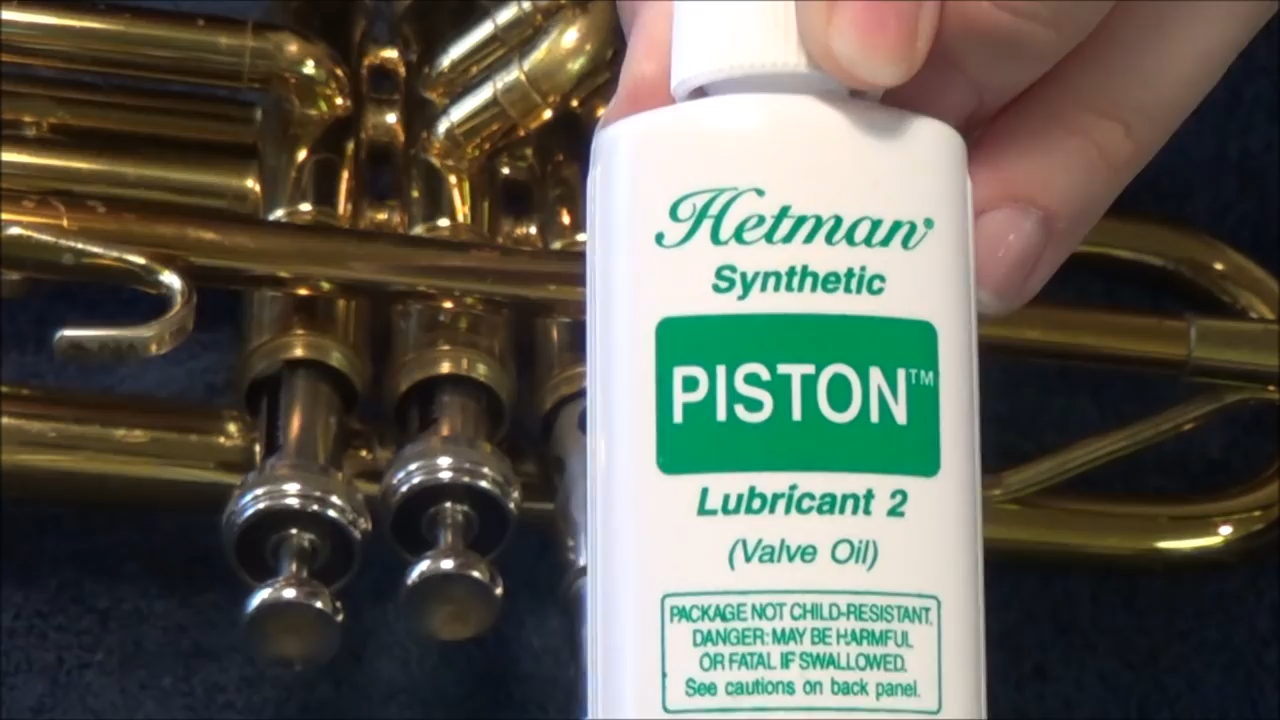 Hetman®
Synthetic
PISTON™
Lubricant 2
(Valve Oil)
PACKAGE NOT CHILD-RESISTANT.
DANGER: MAY BE HARMFUL
OR FATAL IF SWALLOWED.
See cautions on back panel.